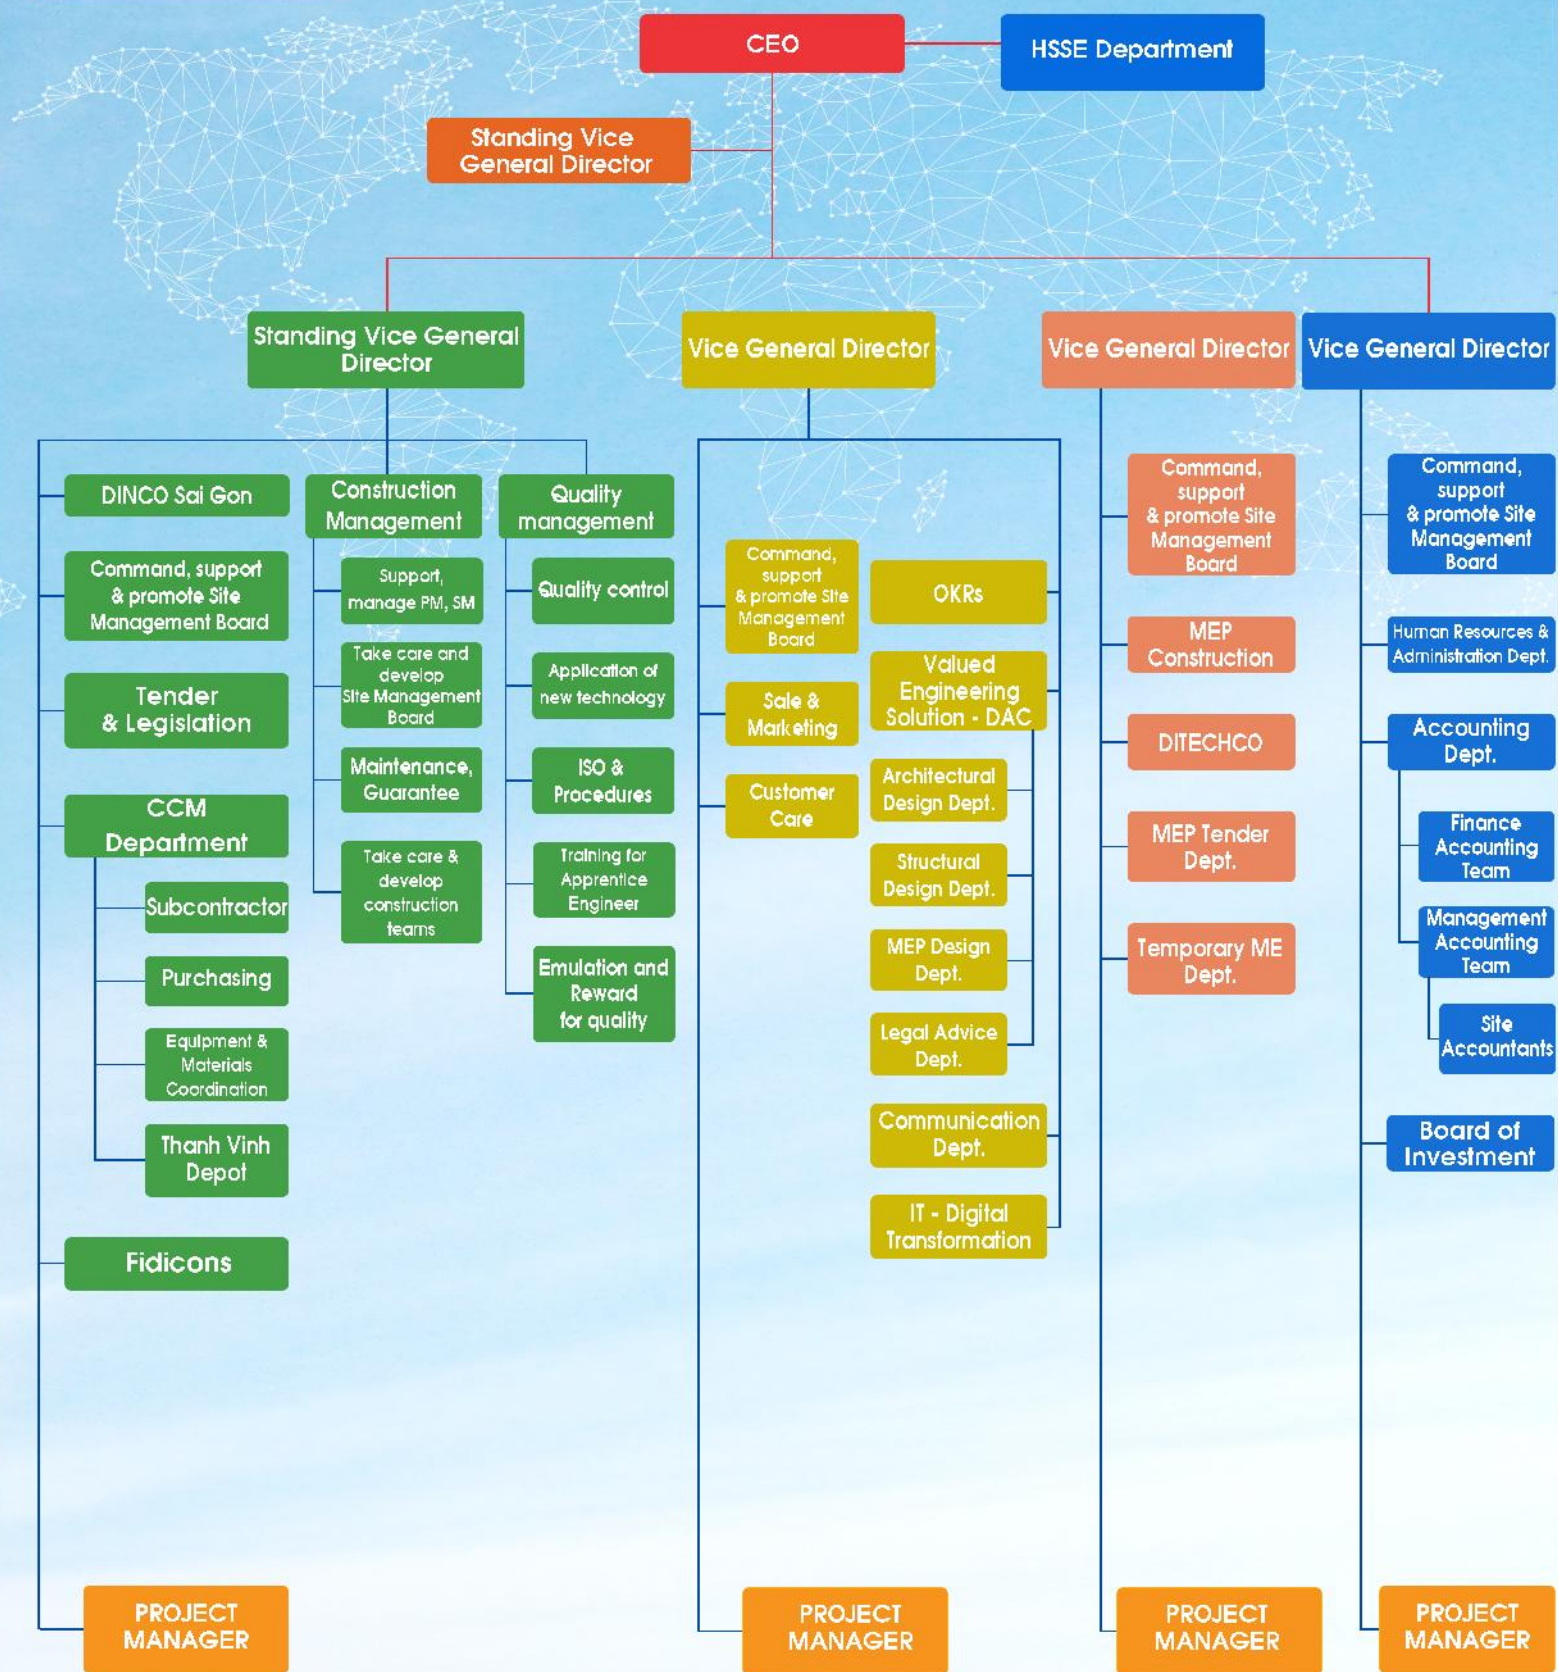 CEO
HSSE Department
Standing Vice
General Director
Standing Vice General
Director
Vice General Director
Vice General Director
Vice General Director
DINCO Sai Gon
Command, support
& promote Site
Management Board
Tender
& Legislation
CCM
Department
Subcontractor
Purchasing
Equipment &
Materials
Coordination
Thanh Vinh
Depot
Fidicons
PROJECT
MANAGER
Construction
Management
Support,
manage PM, SM
Take care and
develop
Site Management
Board
Maintenance,
Guarantee
Take care &
develop
construction
teams
Quality
management
Quality control
Application of
new technology
ISO &
Procedures
Training for
Apprentice
Engineer
Emulation and
Reward
for quality
Command,
support
& promote Site
Management
Board
Sale &
Marketing
Customer
Care
OKRs
Valued
Engineering
Solution - DAC
Architectural
Design Dept.
Structural
Design Dept.
MEP Design
Dept.
Legal Advice
Dept.
Communication
Dept.
IT - Digital
Transformation
PROJECT
MANAGER
Command,
support
& promote Site
Management
Board
MEP
Construction
DITECHCO
MEP Tender
Dept.
Temporary ME
Dept.
PROJECT
MANAGER
Command,
support
& promote Site
Management
Board
Human Resources &
Administration Dept.
Accounting
Dept.
Finance
Accounting
Team
Management
Accounting
Team
Site
Accountants
Board of
Investment
PROJECT
MANAGER